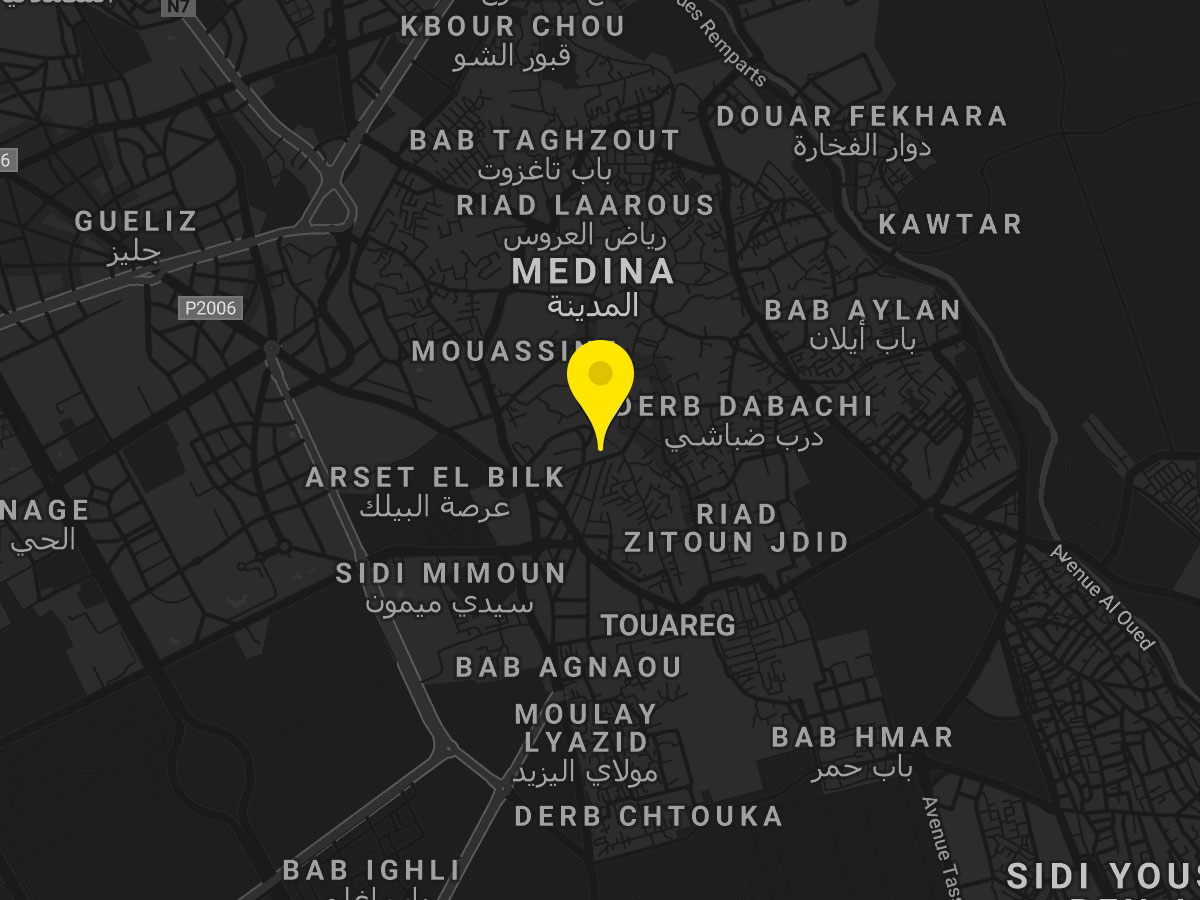 N7
KBOUR CHOU
قبور الشو
des Remparts
DOUAR FEKHARA
دوار الفخارة
BAB TAGHZOUT
باب تاغزوت
6
RIAD LAAROUS
رياض العروس
GUELIZ
جليز
KAWTAR
MEDINA
المدينة
P2006
BAB AYLAN
باب أيلان
MOUASSIN
DERB DABACHI
درب ضباشي
ARSET EL BILK
عرصة البيلك
NAGE
الحي
RIAD
ZITOUN JDID
Avenue Al Oued
SIDI MIMOUN
سيدي ميمون
TOUAREG
BAB AGNAOU
MOULAY
LYAZID
مولاي اليزيد
BAB HMAR
باب حمر
DERB CHTOUKA
Avenue Tass
BAB IGHLI
SIDI YOUS